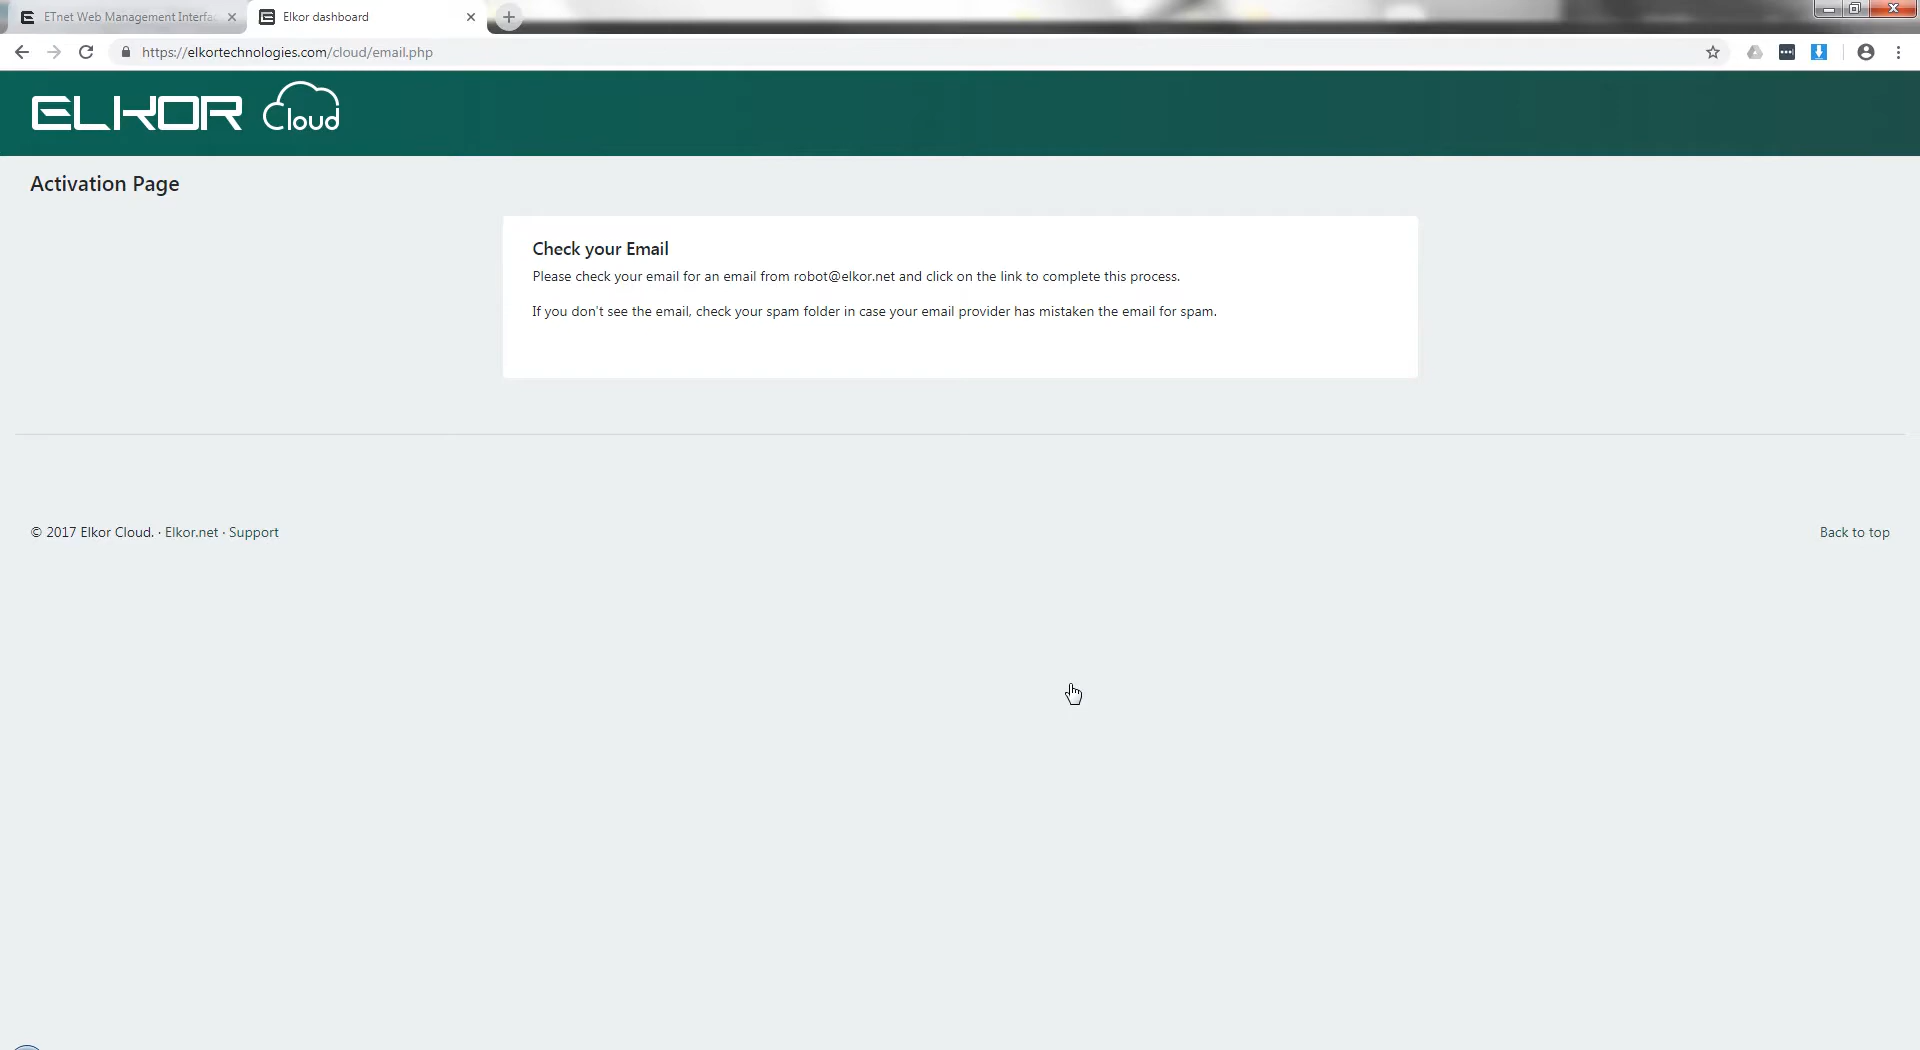 ETnet Web Management Interfa
Elkor dashboard
https://elkortechnologies.com/cloud/email.php
ELKOR Cloud
Activation Page
Check your Email
Please check your email for an email from robot@elkor.net and click on the link to complete this process.
If you don't see the email, check your spam folder in case your email provider has mistaken the email for spam.
© 2017 Elkor Cloud. · Elkor.net · Support
Back to top